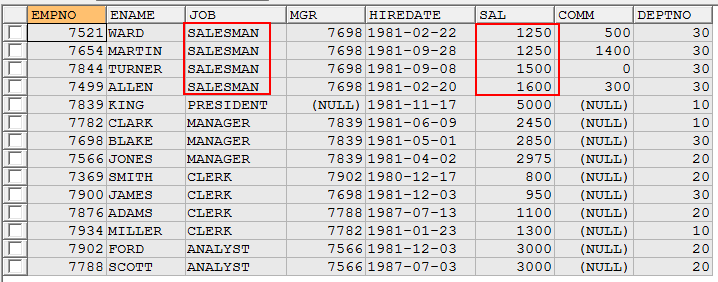 EMPNO ENAME JOB MGR HIREDATE SAL COMM DEPTNO
7521 WARD SALESMAN 7698 1981-02-22 1250 500 30
7654 MARTIN SALESMAN 7698 1981-09-28 1250 1400 30
7844 TURNER SALESMAN 7698 1981-09-08 1500 0 30
7499 ALLEN SALESMAN 7698 1981-02-20 1600 300 30
7839 KING PRESIDENT (NULL) 1981-11-17 5000 (NULL) 10
7782 CLARK MANAGER 7839 1981-06-09 2450 (NULL) 10
7698 BLAKE MANAGER 7839 1981-05-01 2850 (NULL) 30
7566 JONES MANAGER 7839 1981-04-02 2975 (NULL) 20
7369 SMITH CLERK 7902 1980-12-17 800 (NULL) 20
7900 JAMES CLERK 7698 1981-12-03 950 (NULL) 30
7876 ADAMS CLERK 7788 1987-07-13 1100 (NULL) 20
7934 MILLER CLERK 7782 1981-01-23 1300 (NULL) 10
7902 FORD ANALYST 7566 1981-12-03 3000 (NULL) 20
7788 SCOTT ANALYST 7566 1987-07-03 3000 (NULL) 20